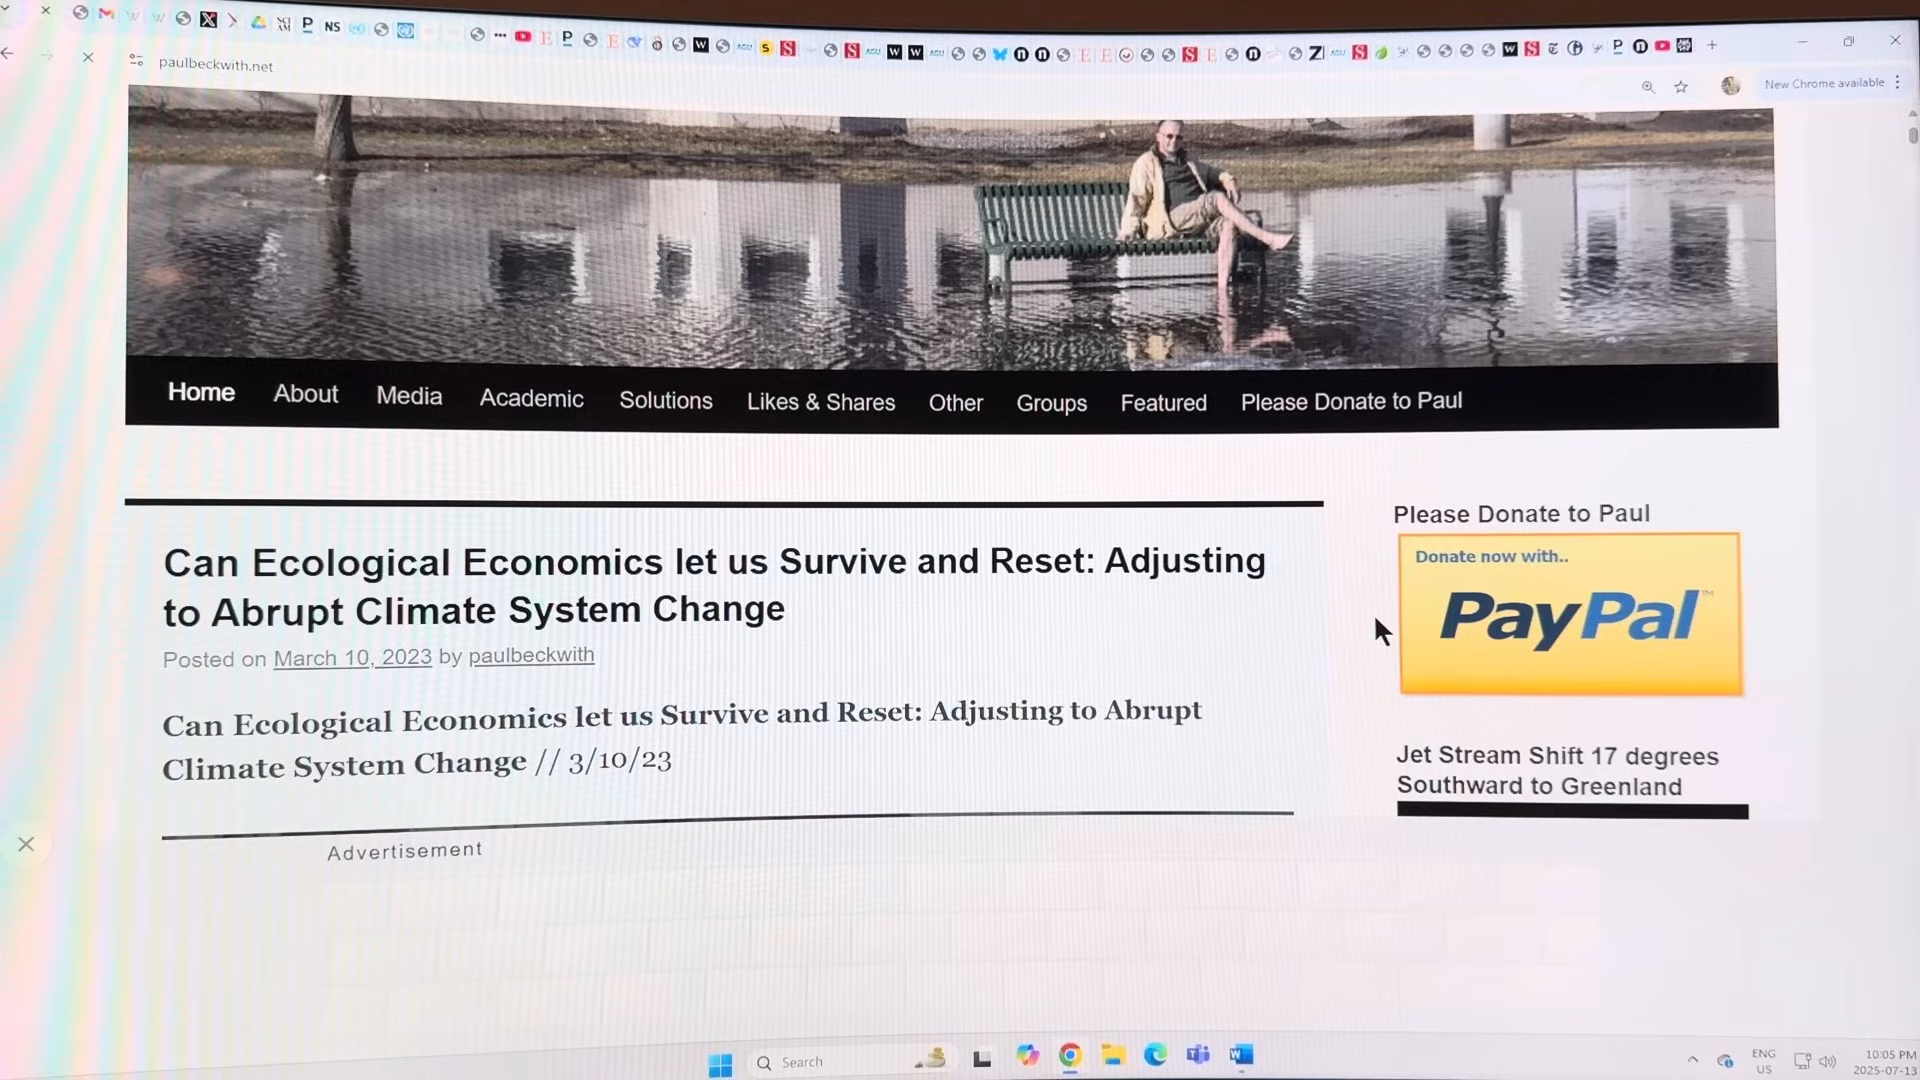 NS
paulbeckwith.net
New Chrome available
Home About Media Academic Solutions Likes & Shares Other Groups Featured Please Donate to Paul
Can Ecological Economics let us Survive and Reset: Adjusting
to Abrupt Climate System Change
Posted on March 10, 2023 by paulbeckwith
Can Ecological Economics let us Survive and Reset: Adjusting to Abrupt
Climate System Change // 3/10/23
Advertisement
Please Donate to Paul
Donate now with..
PayPal™
Jet Stream Shift 17 degrees
Southward to Greenland
Search
ENG
US
10:05 PM
2025-07-13